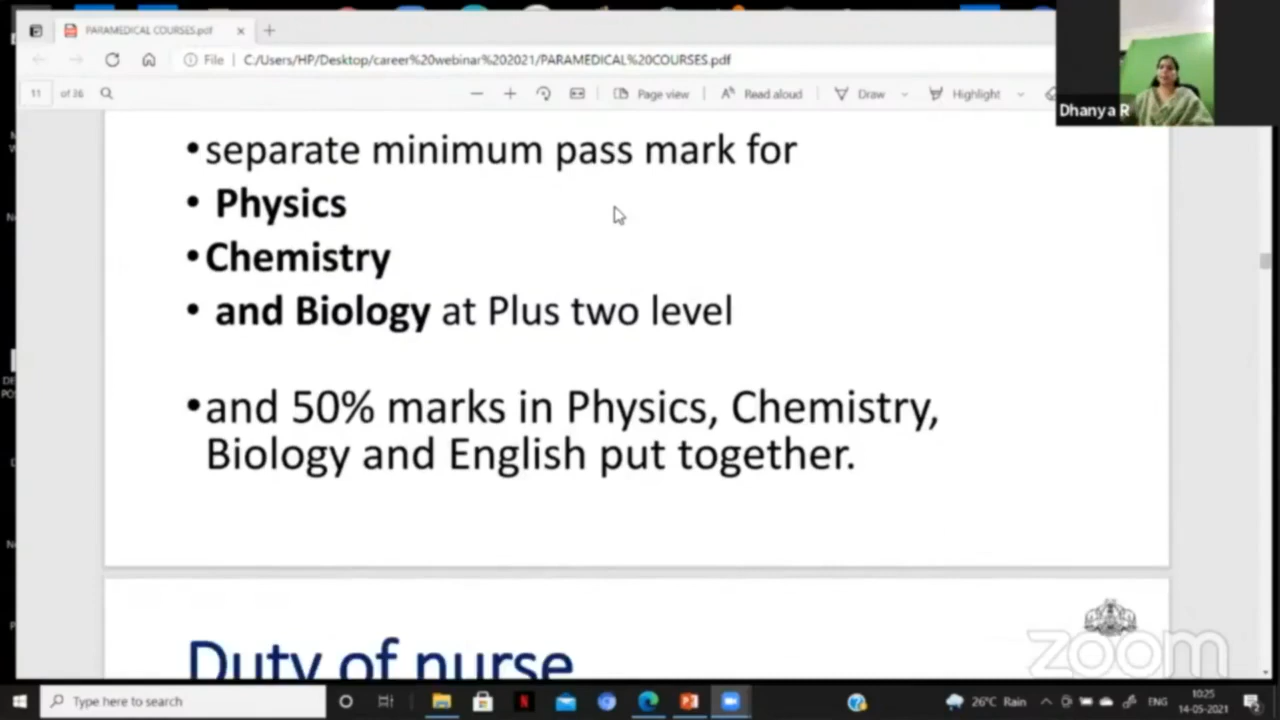 PARAMEDICAL COURSES.pdf
File
C:/Users/HP/Desktop/career%20webinar%202021/PARAMEDICAL%20COURSES.pdf
11 of 36
Page view
Read aloud
Draw
Highlight
Dhanya R
•separate minimum pass mark for
• Physics
•Chemistry
• and Biology at Plus two level
•and 50% marks in Physics, Chemistry,
Biology and English put together.
Duty of nurse
zoom
Type here to search
26°C Rain
ENG
10:25
14-05-2021